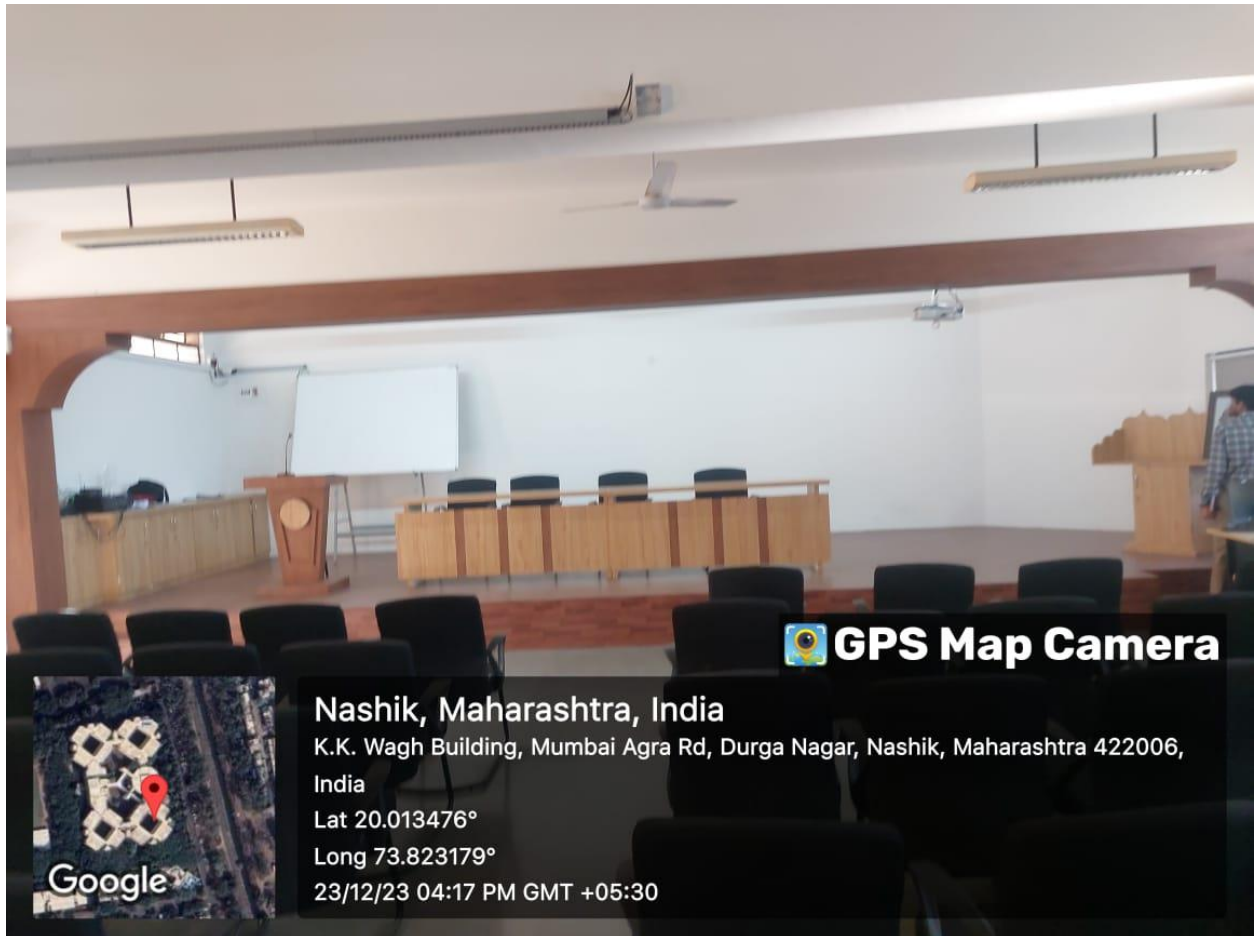 GPS Map Camera
Nashik, Maharashtra, India
K.K. Wagh Building, Mumbai Agra Rd, Durga Nagar, Nashik, Maharashtra 422006,
India
Lat 20.013476°
Long 73.823179°
23/12/23 04:17 PM GMT +05:30
Google